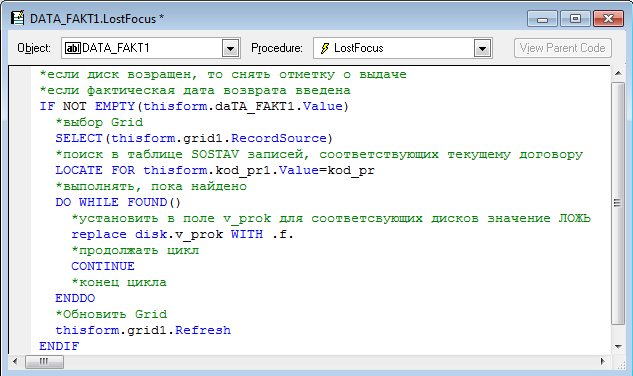 DATA_FAKT1.LostFocus *
Object: abl DATA_FAKT1 Procedure: LostFocus View Parent Code
*если диск возращен, то снять отметку о выдаче
*если фактическая дата возврата введена
IF NOT EMPTY(thisform.daTA_FAKT1.Value)
*выбор Grid
SELECT(thisform.grid1.RecordSource)
*поиск в таблице SOSTAV записей, соответствующих текущему договору
LOCATE FOR thisform.kod_pr1.Value=kod_pr
*выполнять, пока найдено
DO WHILE FOUND()
*установить в поле v_prok для соответсвующих дисков значение ЛОЖЬ
replace disk.v_prok WITH .f.
*продолжать цикл
CONTINUE
*конец цикла
ENDDO
*Обновить Grid
thisform.grid1.Refresh
ENDIF